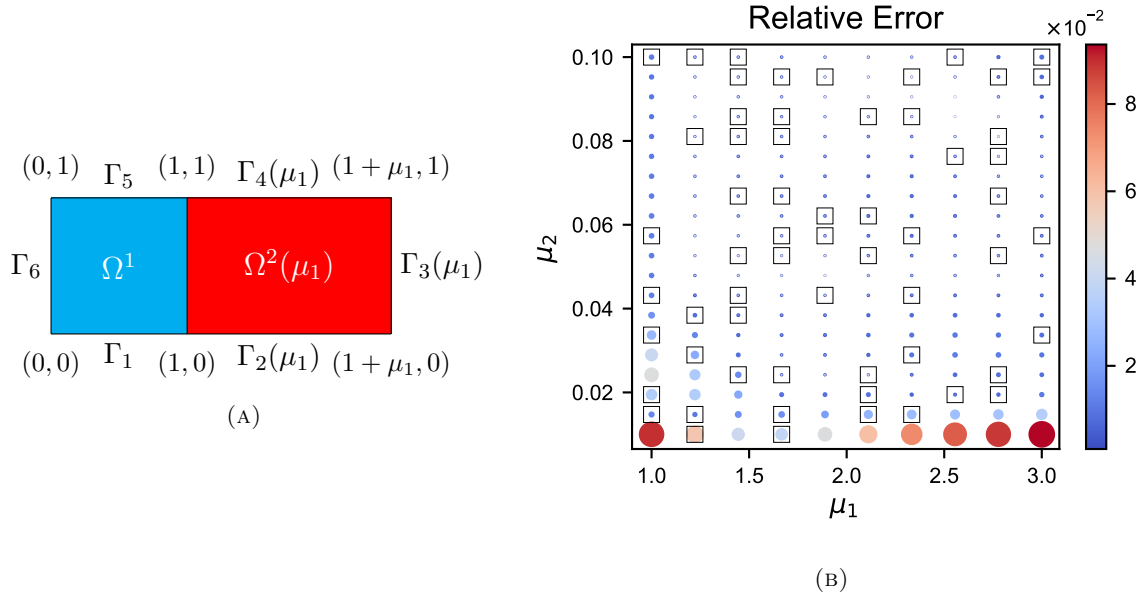 (0, 1) Γ5 (1, 1) Γ4(μ1) (1 + μ1, 1)
Γ6 Ω¹ Ω²(μ1) Γ3(μ1)
(0, 0) Γ1 (1, 0) Γ2(μ1) (1 + μ1, 0)
(A)
Relative Error
×10⁻²
0.10
0.08
0.06
0.04
0.02
μ2
1.0 1.5 2.0 2.5 3.0
μ1
8
6
4
2
(B)